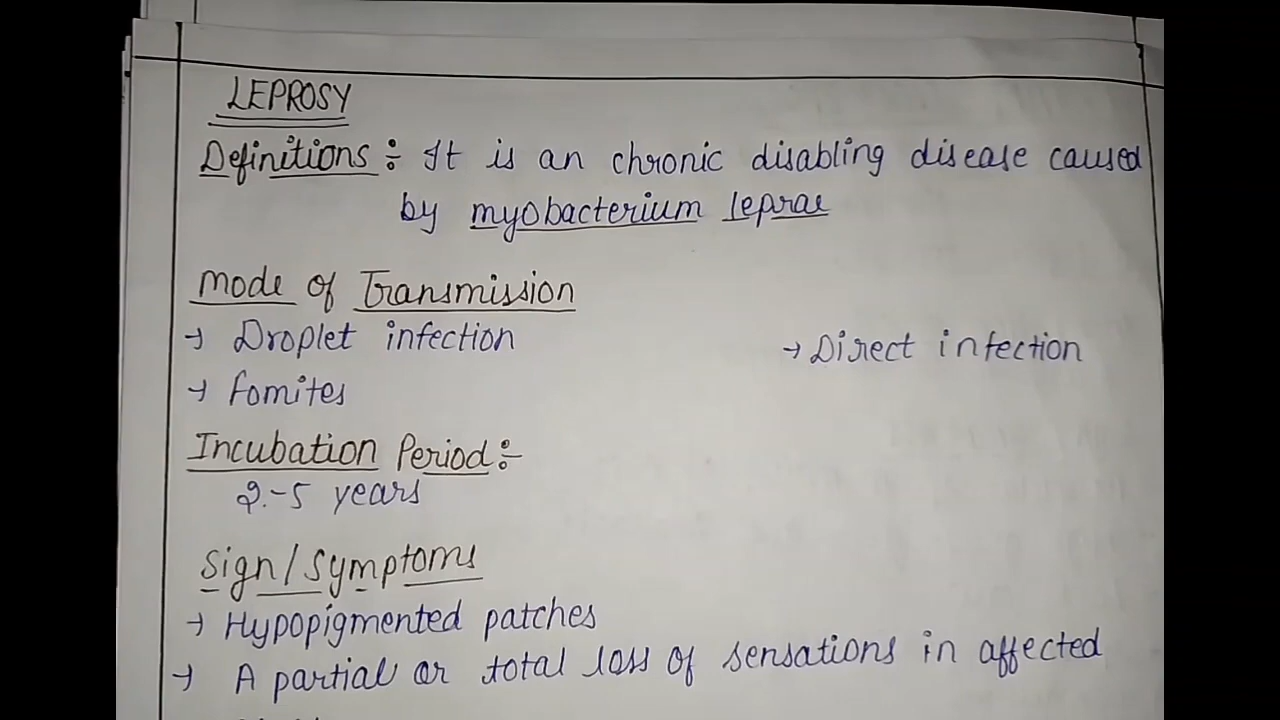 LEPROSY
Definitions :- It is an chronic disabling disease caused
by myobacterium leprae
Mode of Transmission
→ Droplet infection → Direct infection
→ fomites
Incubation Period :-
2-5 years
Sign/Symptoms
→ Hypopigmented patches
→ A partial or total loss of sensations in affected